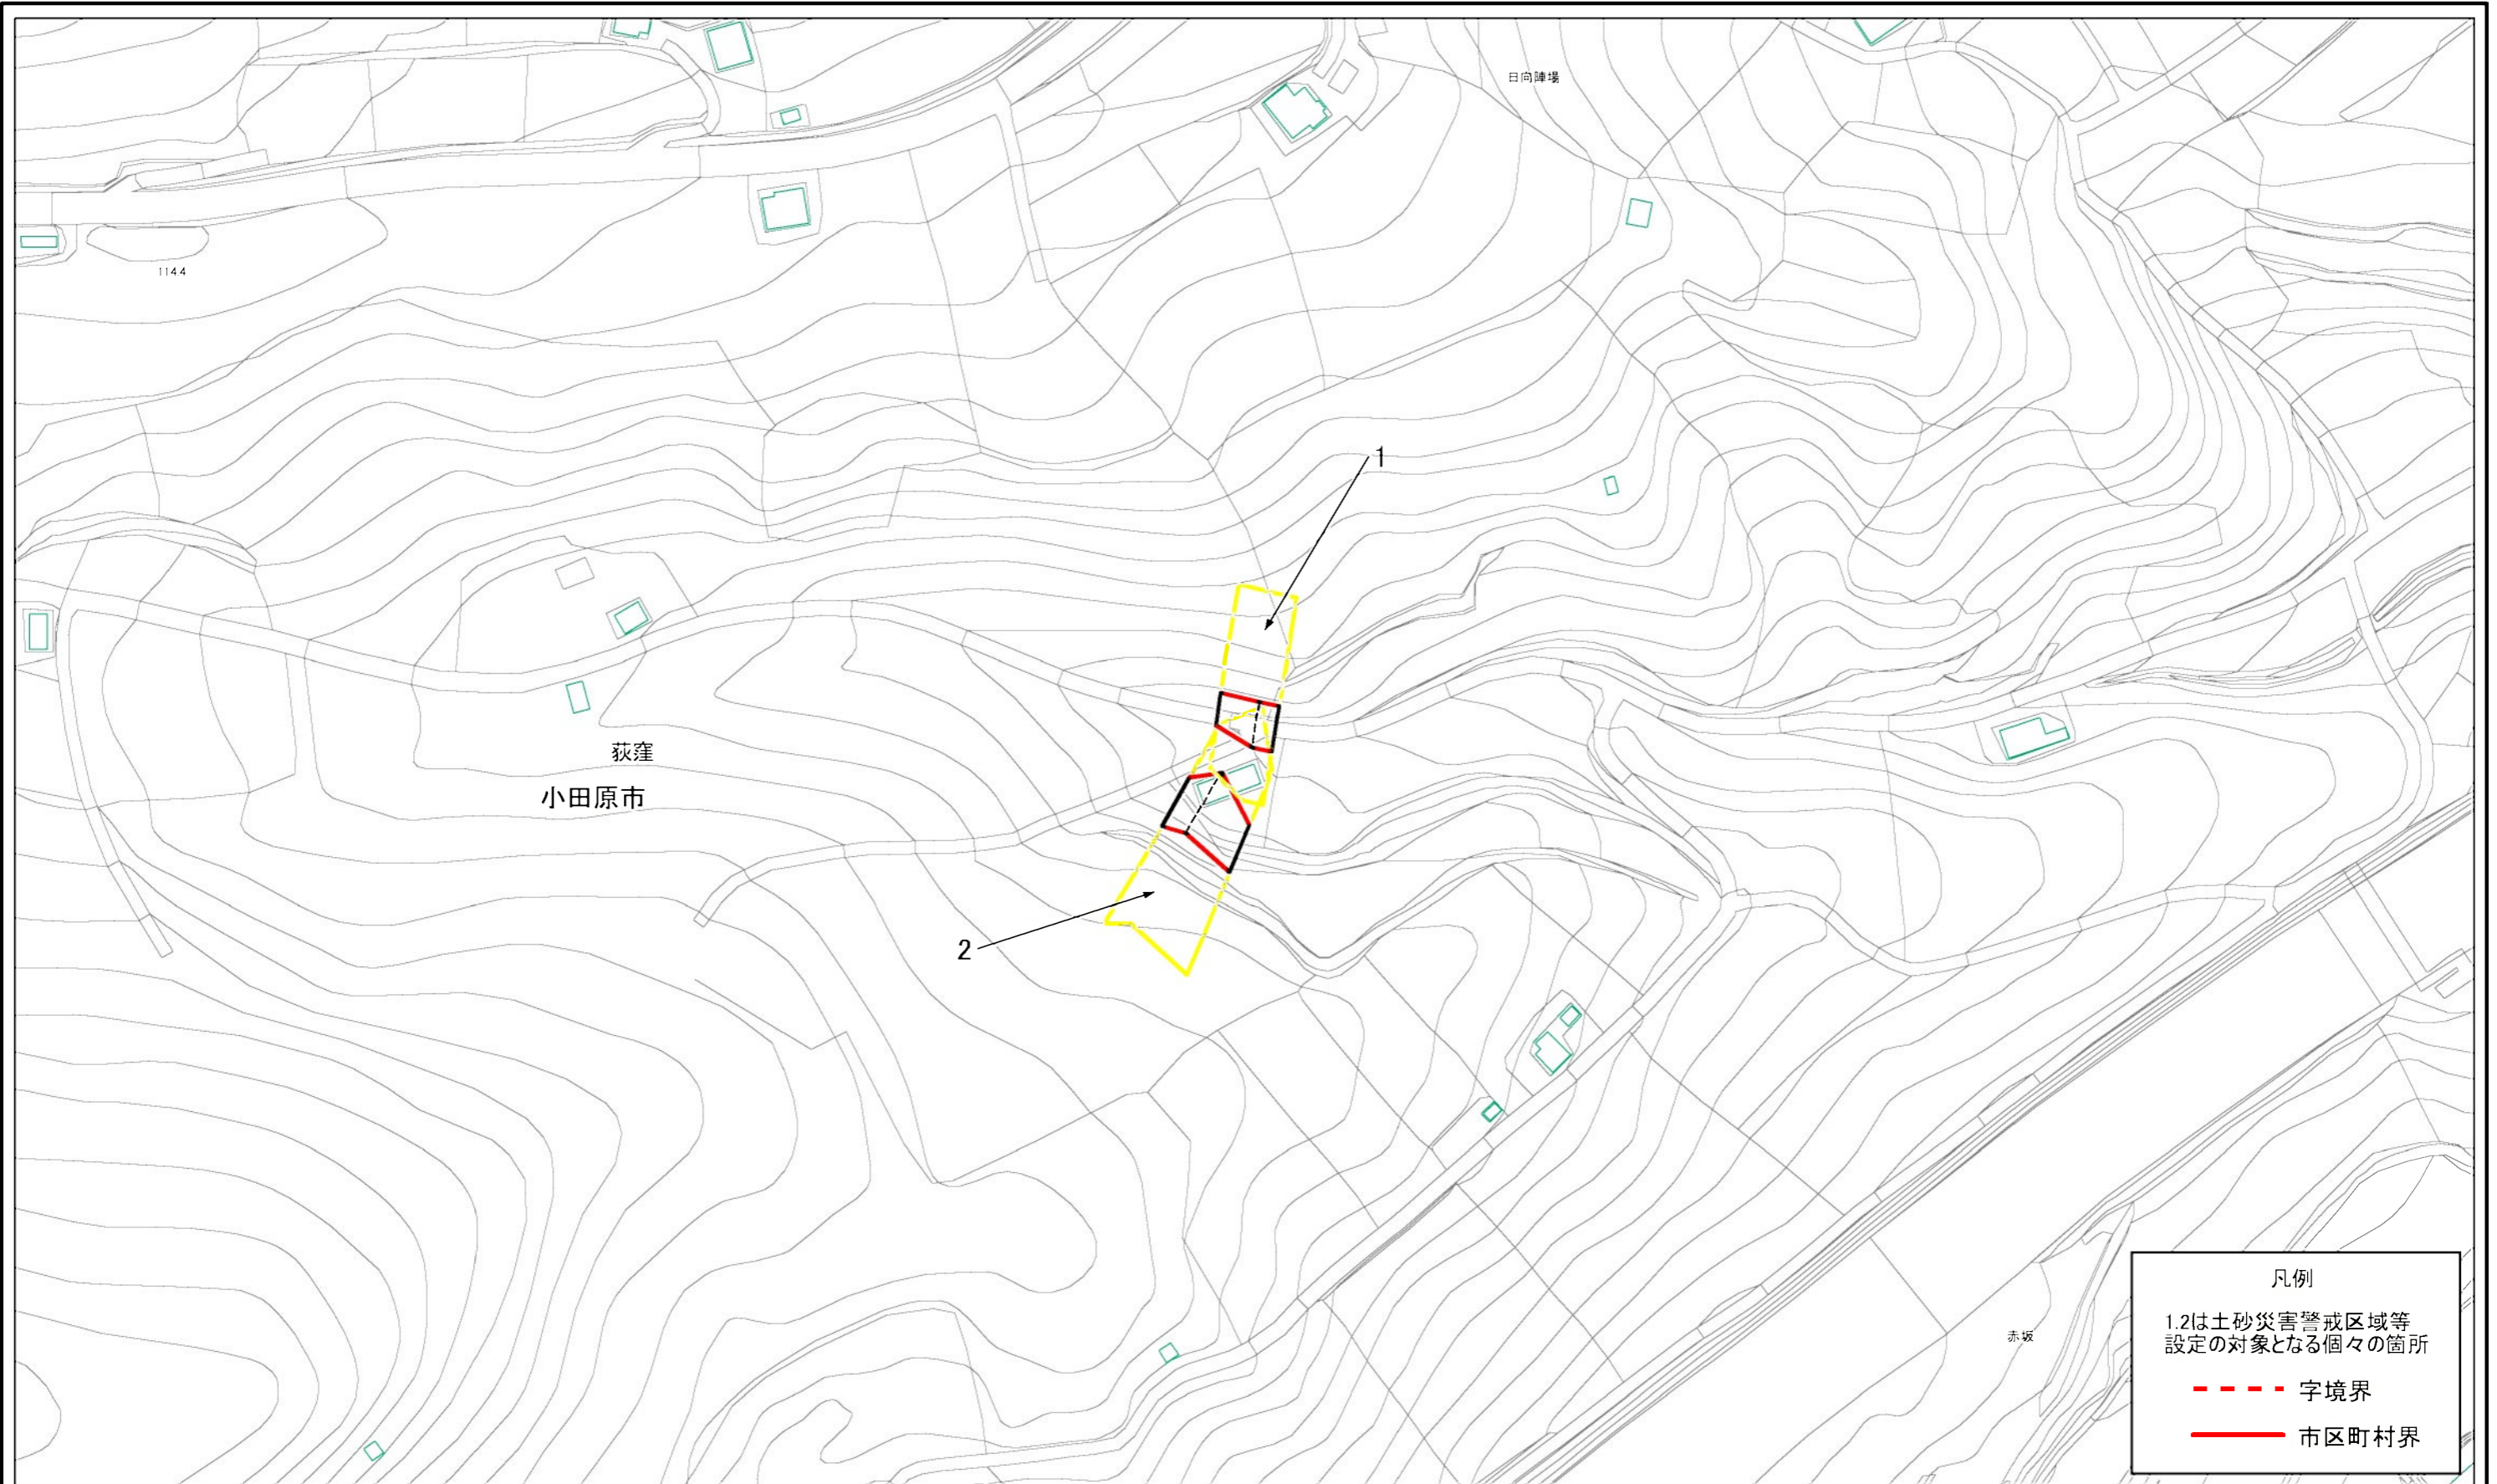 日向陣場
1144
1
荻窪
小田原市
2
赤坂
凡例
1.2は土砂災害警戒区域等
設定の対象となる個々の箇所
字境界
市区町村界